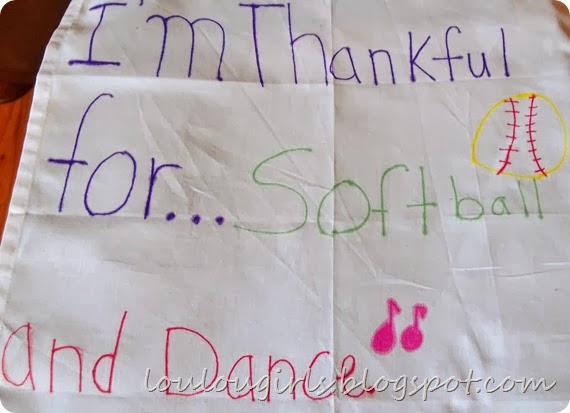 I'm Thankful
for... Softball
and Dance.
loulougirls.blogspot.com